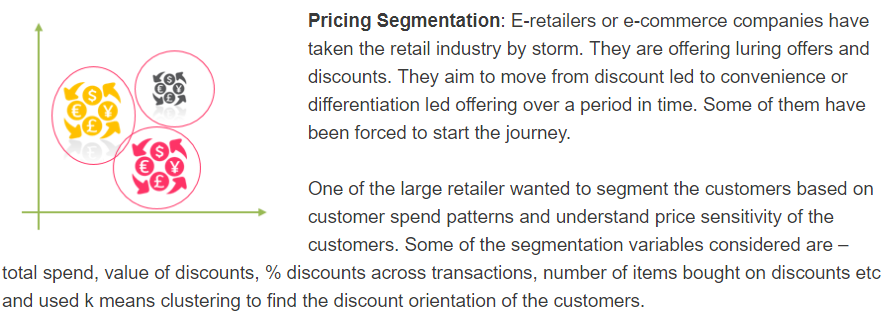 Pricing Segmentation: E-retailers or e-commerce companies have
taken the retail industry by storm. They are offering luring offers and
discounts. They aim to move from discount led to convenience or
differentiation led offering over a period in time. Some of them have
been forced to start the journey.
One of the large retailer wanted to segment the customers based on
customer spend patterns and understand price sensitivity of the
customers. Some of the segmentation variables considered are –
total spend, value of discounts, % discounts across transactions, number of items bought on discounts etc
and used k means clustering to find the discount orientation of the customers.